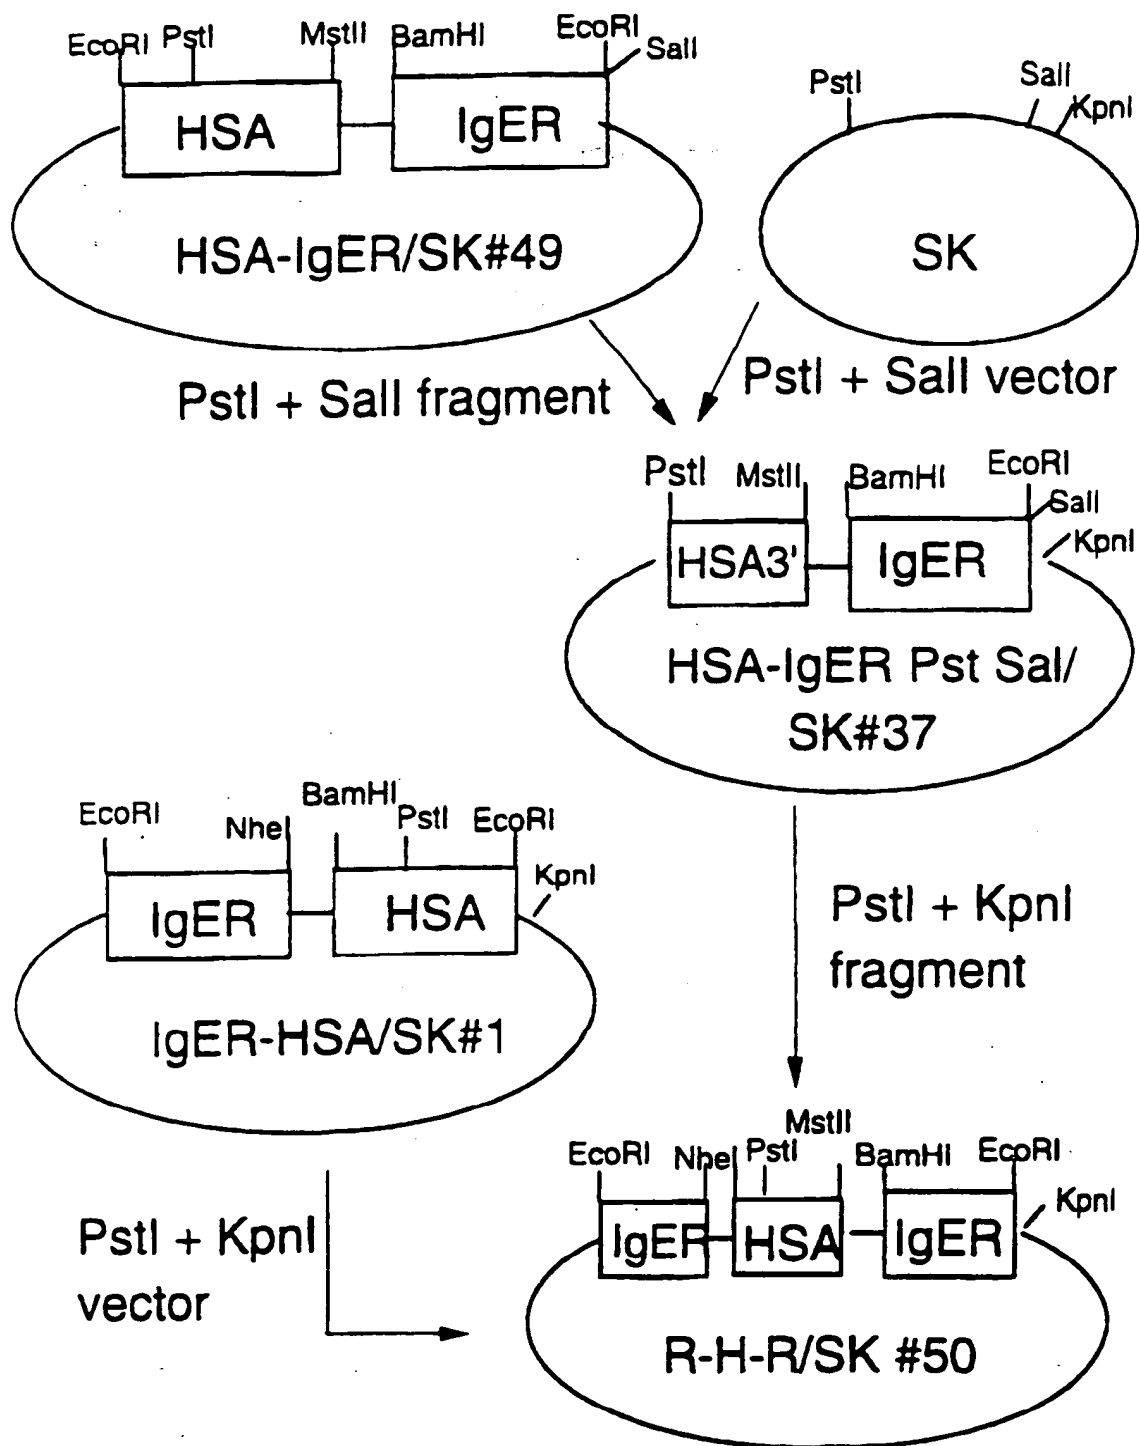 EcoRI PstI MstII BamHI EcoRI SalI
HSA IgER
HSA-IgER/SK#49
PstI SalI KpnI
SK
PstI + SalI fragment
PstI + SalI vector
PstI MstII BamHI EcoRI SalI KpnI
HSA3' IgER
HSA-IgER Pst Sal/
SK#37
EcoRI NheI BamHI PstI EcoRI KpnI
IgER HSA
IgER-HSA/SK#1
PstI + KpnI
fragment
PstI + KpnI
vector
MstII
EcoRI NheI PstI BamHI EcoRI KpnI
IgER HSA IgER
R-H-R/SK #50